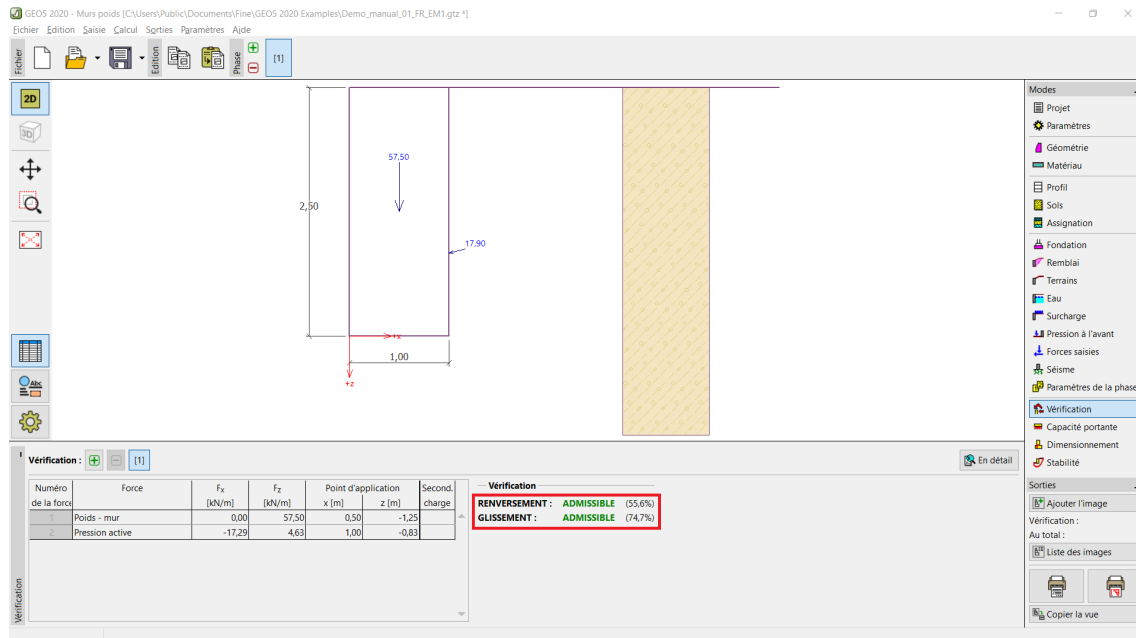 GEO5 2020 - Murs poids [C:\Users\Public\Documents\Fine\GEO5 2020 Examples\Demo_manual_01_FR_EM1.gtz *]
Fichier Edition Saisie Calcul Sorties Paramètres Aide
Fichier
Edition
Phase
[1]
2D
3D
57,50
2,50
17,90
+x
1,00
+z
Abc
Modes
Projet
Paramètres
Géométrie
Matériau
Profil
Sols
Assignation
Fondation
Remblai
Terrains
Eau
Surcharge
Pression à l'avant
Forces saisies
Séisme
Paramètres de la phase
Vérification
Capacité portante
Dimensionnement
Stabilité
Vérification : [1] En détail
Numéro de la force Force Fx [kN/m] Fz [kN/m] Point d'application x [m] z [m] Second. charge
1 Poids - mur 0,00 57,50 0,50 -1,25
2 Pression active -17,29 4,63 1,00 -0,83
Vérification
RENVERSEMENT : ADMISSIBLE (55,6%)
GLISSEMENT : ADMISSIBLE (74,7%)
Vérification
Sorties
Ajouter l'image
Vérification :
Au total :
Liste des images
Copier la vue